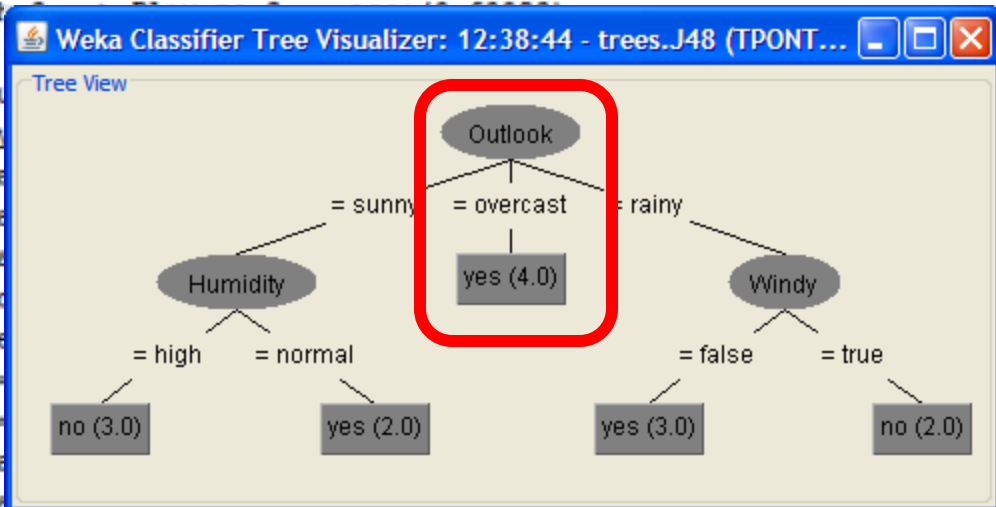 Weka Classifier Tree Visualizer: 12:38:44 - trees.J48 (TPONT...
Tree View
Outlook
= sunny = overcast = rainy
Humidity yes (4.0) Windy
= high = normal = false = true
no (3.0) yes (2.0) yes (3.0) no (2.0)